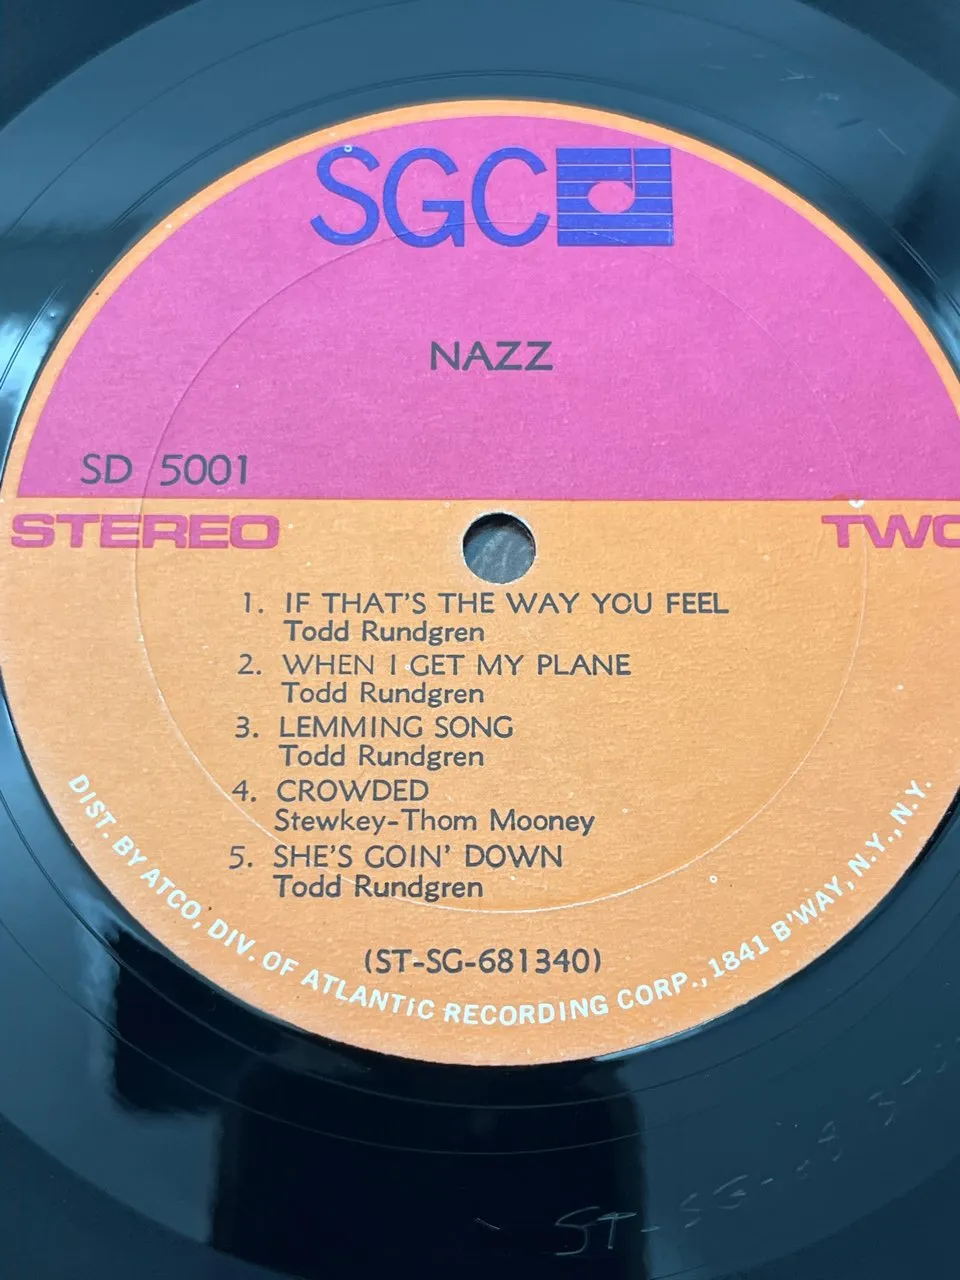 SGC
NAZZ
SD 5001
STEREO
TWO
1. IF THAT'S THE WAY YOU FEEL
Todd Rundgren
2. WHEN I GET MY PLANE
Todd Rundgren
3. LEMMING SONG
Todd Rundgren
4. CROWDED
Stewkey-Thom Mooney
5. SHE'S GOIN' DOWN
Todd Rundgren
(ST-SG-681340)
DIST. BY ATCO, DIV. OF ATLANTIC RECORDING CORP., 1841 B'WAY, N.Y., N.Y.
ST-SG-